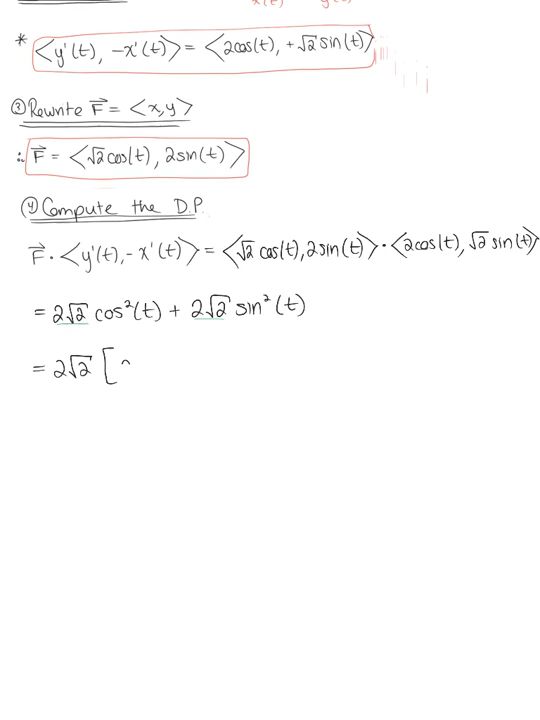 x(t) y(t)
* <y'(t), -x'(t)> = <2cos(t), +√2 sin(t)>
③ Rewrite F⃗ = <x,y>
∴ F⃗ = <√2 cos(t), 2sin(t)>
④ Compute the D.P.
F⃗ · <y'(t), -x'(t)> = <√2 cos(t), 2sin(t)> · <2cos(t), √2 sin(t)>
= 2√2 cos²(t) + 2√2 sin²(t)
= 2√2 [